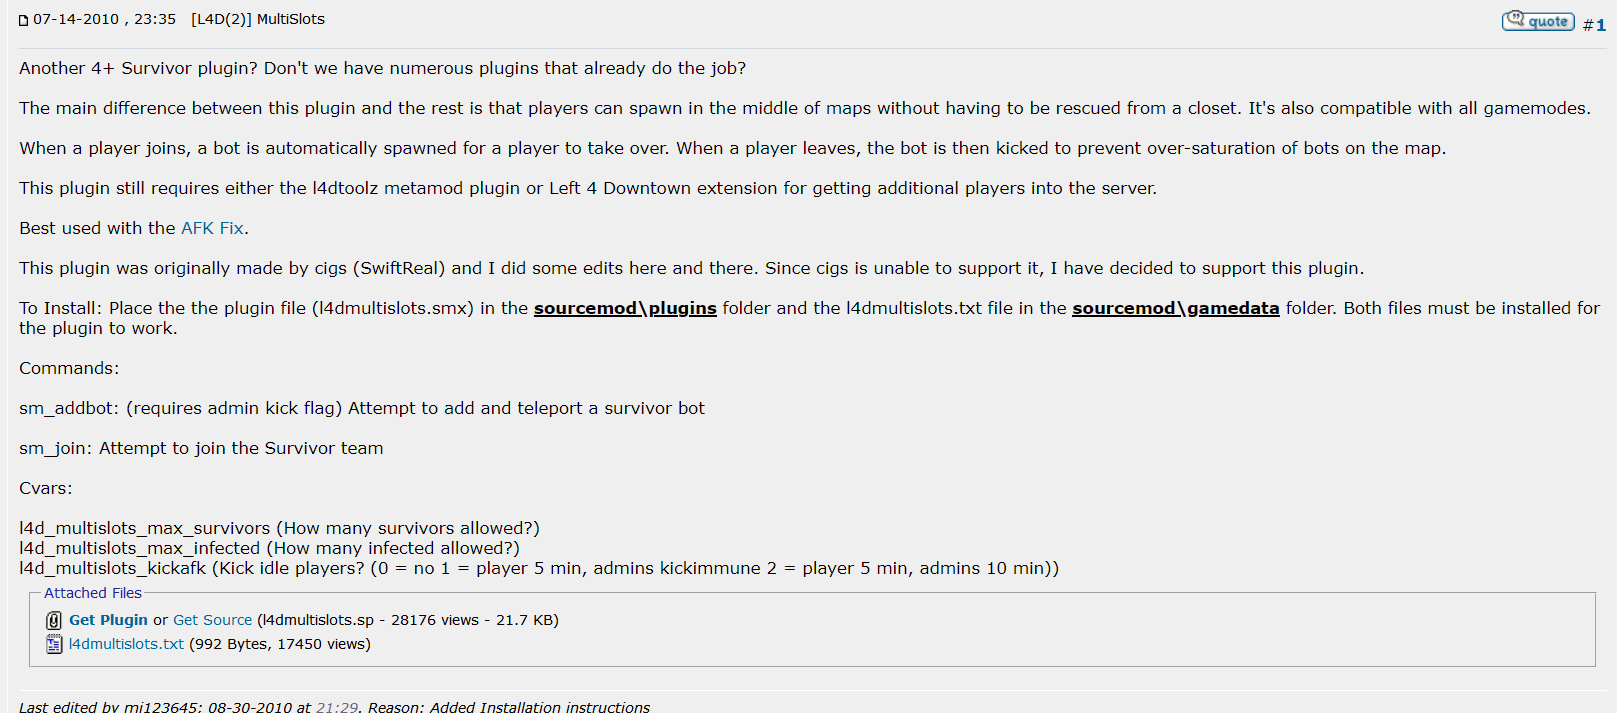 07-14-2010 , 23:35 [L4D(2)] MultiSlots
quote #1
Another 4+ Survivor plugin? Don't we have numerous plugins that already do the job?
The main difference between this plugin and the rest is that players can spawn in the middle of maps without having to be rescued from a closet. It's also compatible with all gamemodes.
When a player joins, a bot is automatically spawned for a player to take over. When a player leaves, the bot is then kicked to prevent over-saturation of bots on the map.
This plugin still requires either the l4dtoolz metamod plugin or Left 4 Downtown extension for getting additional players into the server.
Best used with the AFK Fix.
This plugin was originally made by cigs (SwiftReal) and I did some edits here and there. Since cigs is unable to support it, I have decided to support this plugin.
To Install: Place the the plugin file (l4dmultislots.smx) in the sourcemod\plugins folder and the l4dmultislots.txt file in the sourcemod\gamedata folder. Both files must be installed for
the plugin to work.
Commands:
sm_addbot: (requires admin kick flag) Attempt to add and teleport a survivor bot
sm_join: Attempt to join the Survivor team
Cvars:
l4d_multislots_max_survivors (How many survivors allowed?)
l4d_multislots_max_infected (How many infected allowed?)
l4d_multislots_kickafk (Kick idle players? (0 = no 1 = player 5 min, admins kickimmune 2 = player 5 min, admins 10 min))
Attached Files
Get Plugin or Get Source (l4dmultislots.sp - 28176 views - 21.7 KB)
l4dmultislots.txt (992 Bytes, 17450 views)
Last edited by mi123645; 08-30-2010 at 21:29. Reason: Added Installation instructions